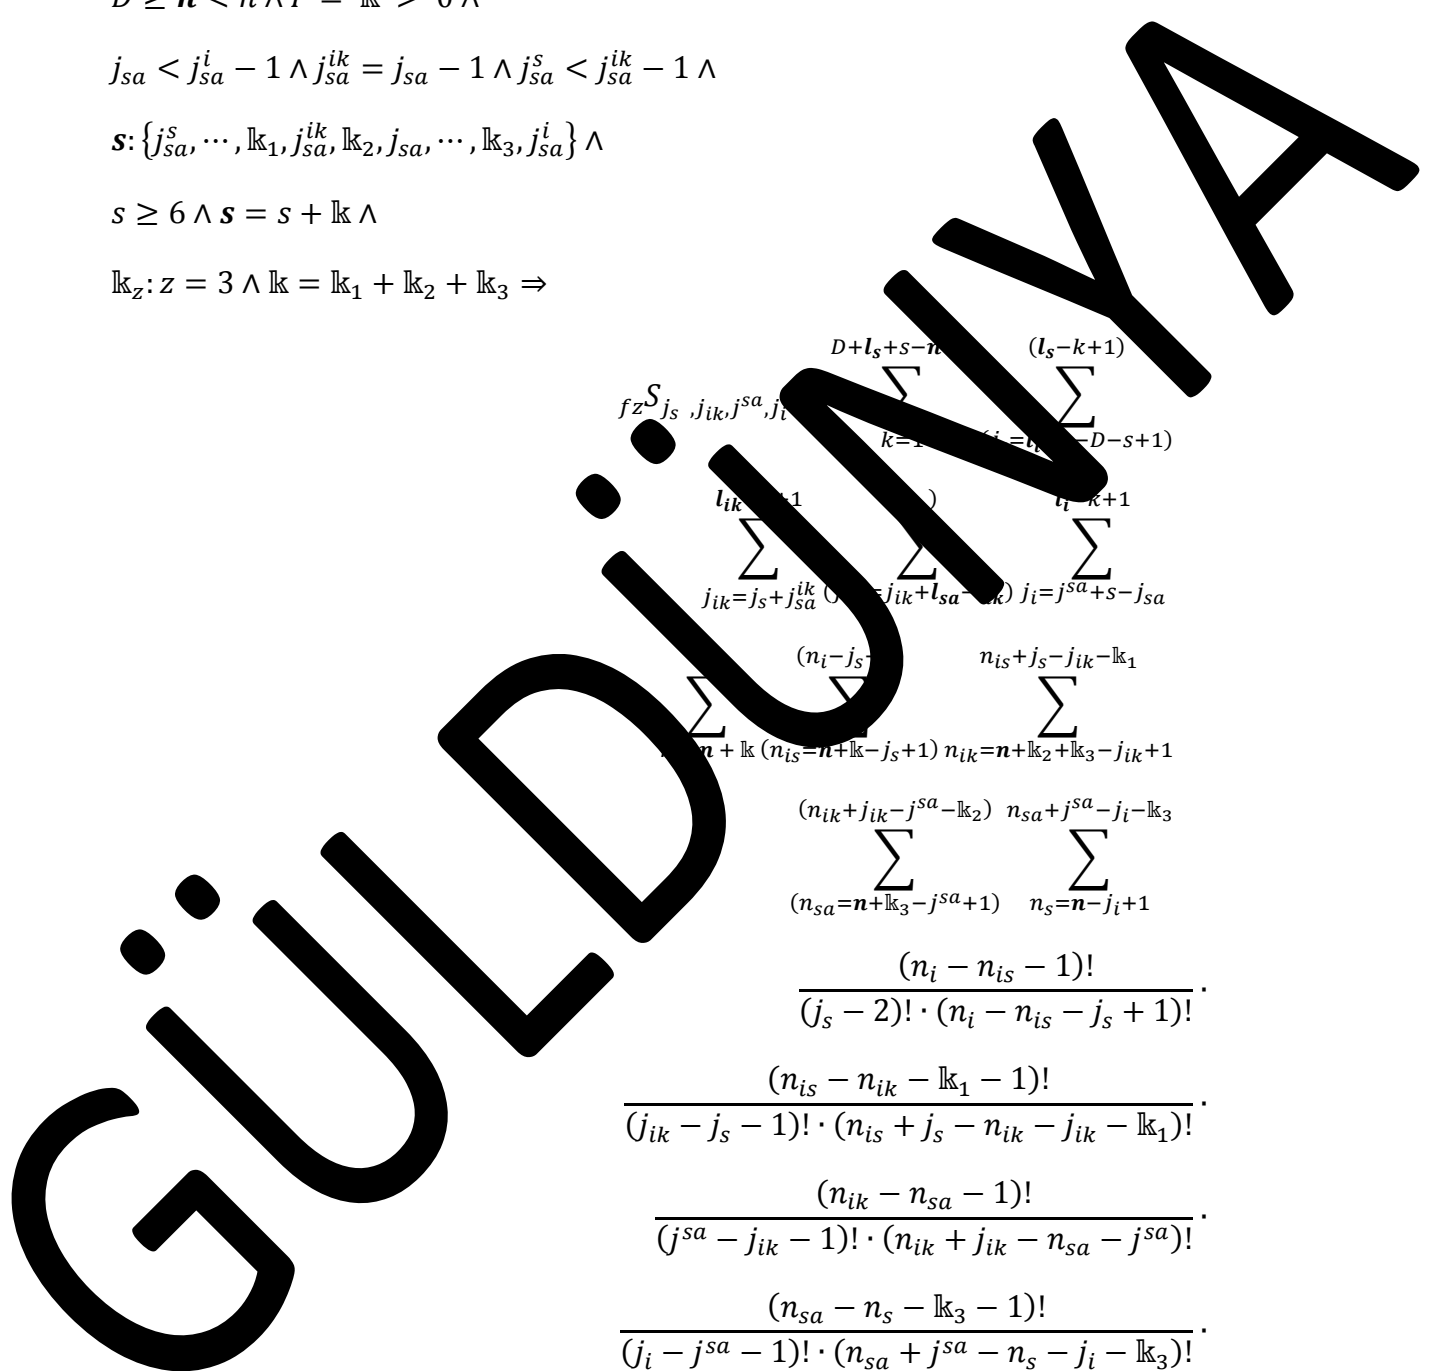 j_{sa} < j_{sa}^{i} − 1 ∧ j_{sa}^{ik} = j_{sa} − 1 ∧ j_{sa}^{s} < j_{sa}^{ik} − 1 ∧
s: {j_{sa}^{s}, ⋯ , 𝕜_1, j_{sa}^{ik}, 𝕜_2, j_{sa}, ⋯ , 𝕜_3, j_{sa}^{i}} ∧
s ≥ 6 ∧ s = s + 𝕜 ∧
𝕜_z: z = 3 ∧ 𝕜 = 𝕜_1 + 𝕜_2 + 𝕜_3 ⇒
D+l_s+s−n (l_s−k+1)
_{fz}S_{j_s ,j_{ik},j^{sa},j_i} ∑ ∑
k=1 −D−s+1)
l_{ik} +1 ) l_i−k+1
∑ ∑ ∑
j_{ik}=j_s+j_{sa}^{ik} =j_{ik}+l_{sa}− ) j_i=j^{sa}+s−j_{sa}
(n_i−j_s n_{is}+j_s−j_{ik}−𝕜_1
∑ ∑ ∑
n + 𝕜 (n_{is}=n+𝕜−j_s+1) n_{ik}=n+𝕜_2+𝕜_3−j_{ik}+1
(n_{ik}+j_{ik}−j^{sa}−𝕜_2) n_{sa}+j^{sa}−j_i−𝕜_3
∑ ∑
(n_{sa}=n+𝕜_3−j^{sa}+1) n_s=n−j_i+1
(n_i − n_{is} − 1)!
(j_s − 2)! · (n_i − n_{is} − j_s + 1)! ·
(n_{is} − n_{ik} − 𝕜_1 − 1)!
(j_{ik} − j_s − 1)! · (n_{is} + j_s − n_{ik} − j_{ik} − 𝕜_1)! ·
(n_{ik} − n_{sa} − 1)!
(j^{sa} − j_{ik} − 1)! · (n_{ik} + j_{ik} − n_{sa} − j^{sa})! ·
(n_{sa} − n_s − 𝕜_3 − 1)!
(j_i − j^{sa} − 1)! · (n_{sa} + j^{sa} − n_s − j_i − 𝕜_3)! ·
GÜLDÜNYA